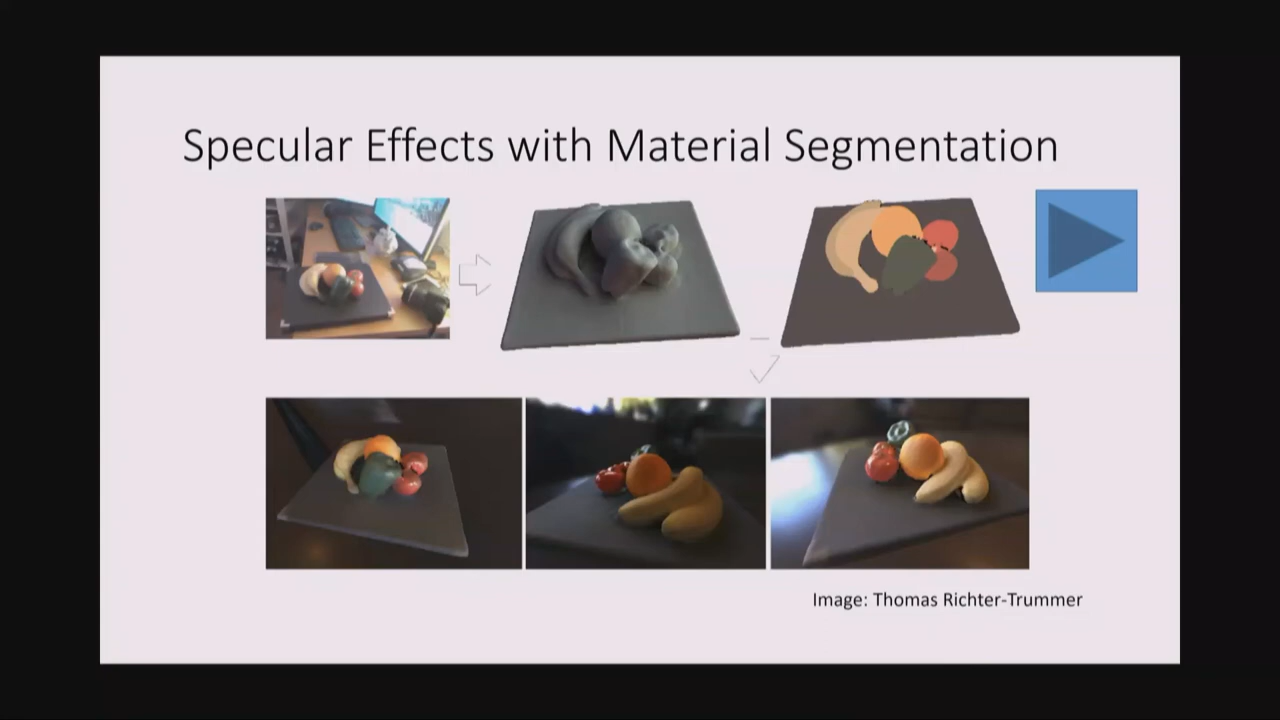 Specular Effects with Material Segmentation
Image: Thomas Richter-Trummer